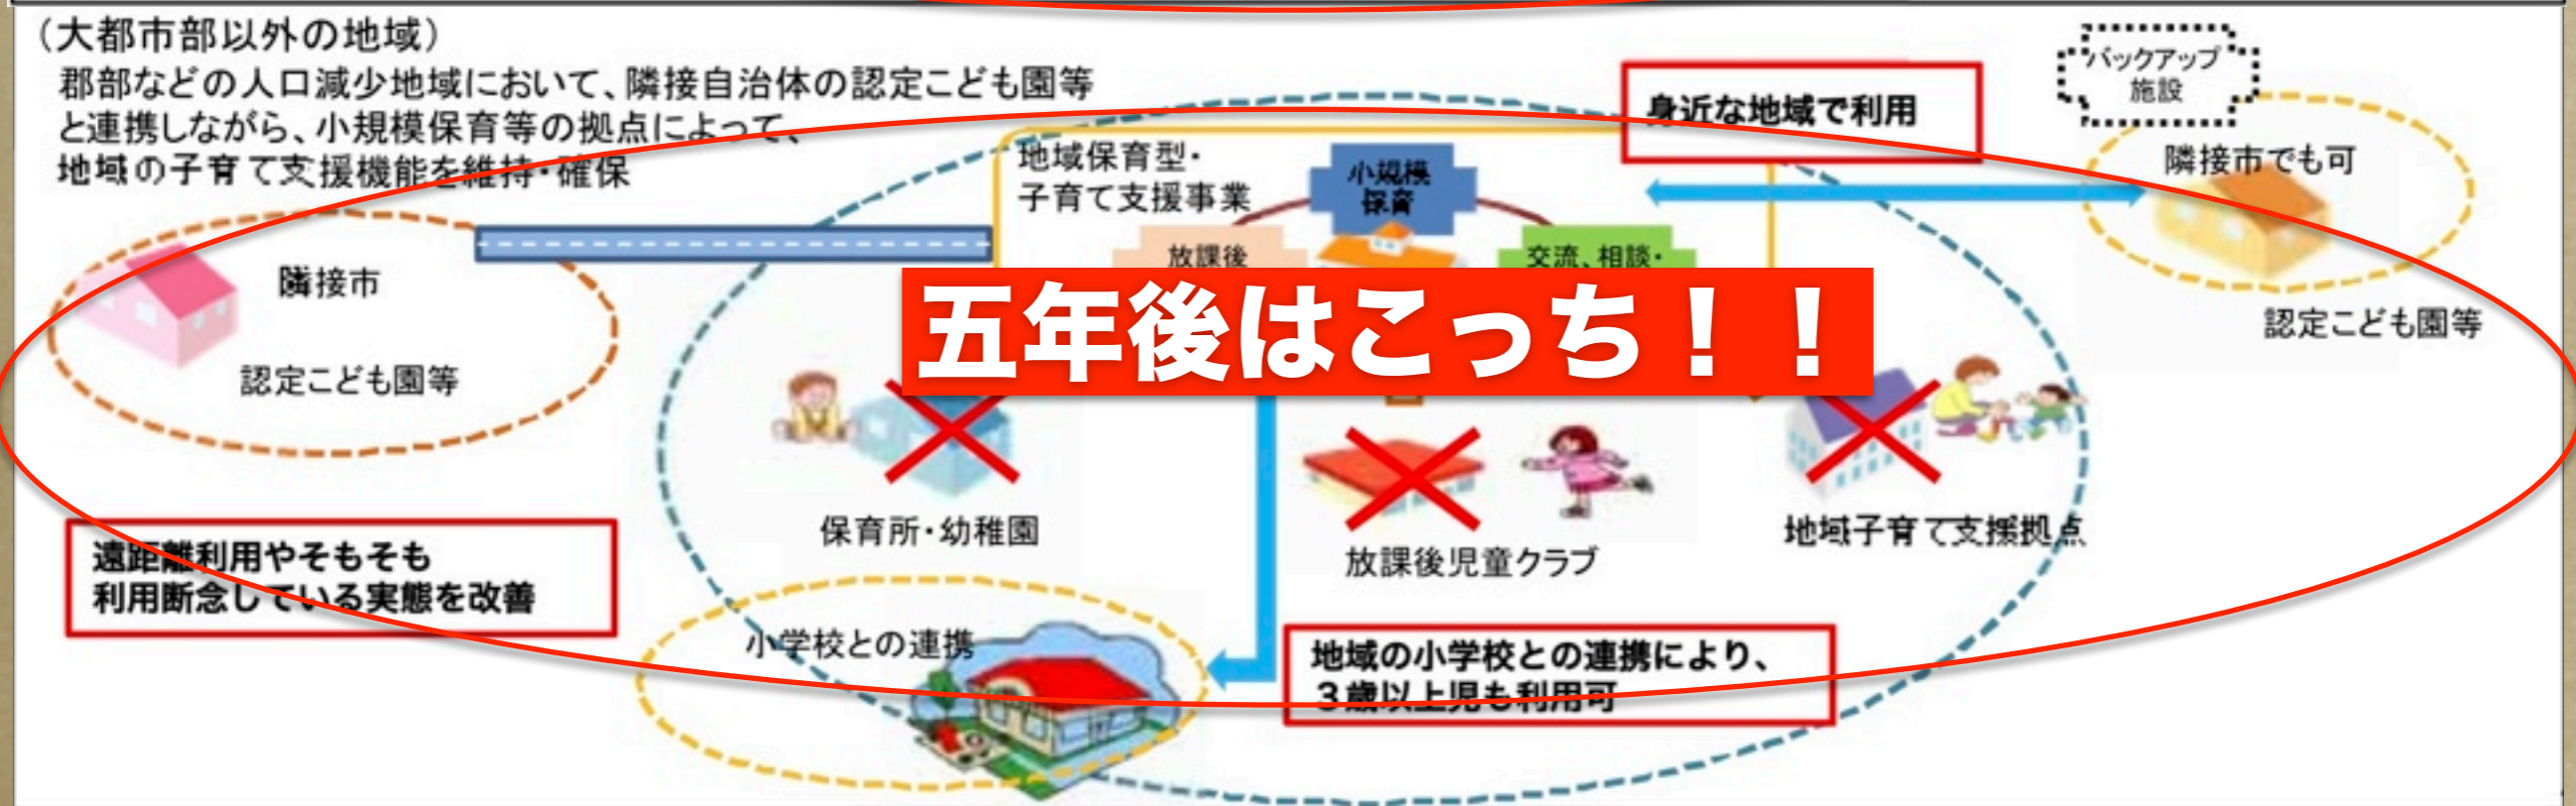 （大都市部以外の地域）
郡部などの人口減少地域において、隣接自治体の認定こども園等
と連携しながら、小規模保育等の拠点によって、
地域の子育て支援機能を維持・確保
バックアップ
施設
身近な地域で利用
隣接市でも可
地域保育型・
子育て支援事業
小規模
保育
放課後
交流、相談・
隣接市
認定こども園等
五年後はこっち！！
認定こども園等
保育所・幼稚園
放課後児童クラブ
地域子育て支援拠点
遠距離利用やそもそも
利用断念している実態を改善
小学校との連携
地域の小学校との連携により、
３歳以上児も利用可